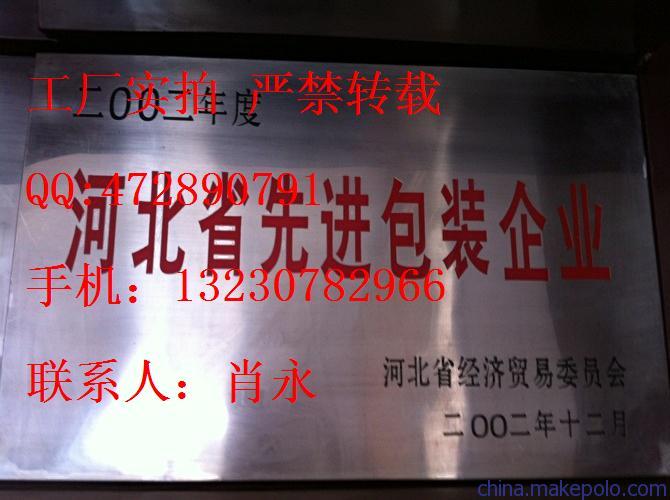 工厂实拍 严禁转载
二00二年度
QQ:472890791
河北省先进包装企业
手机：13230782966
联系人：肖永
河北省经济贸易委员会
二00二年十二月
china.makepolo.com